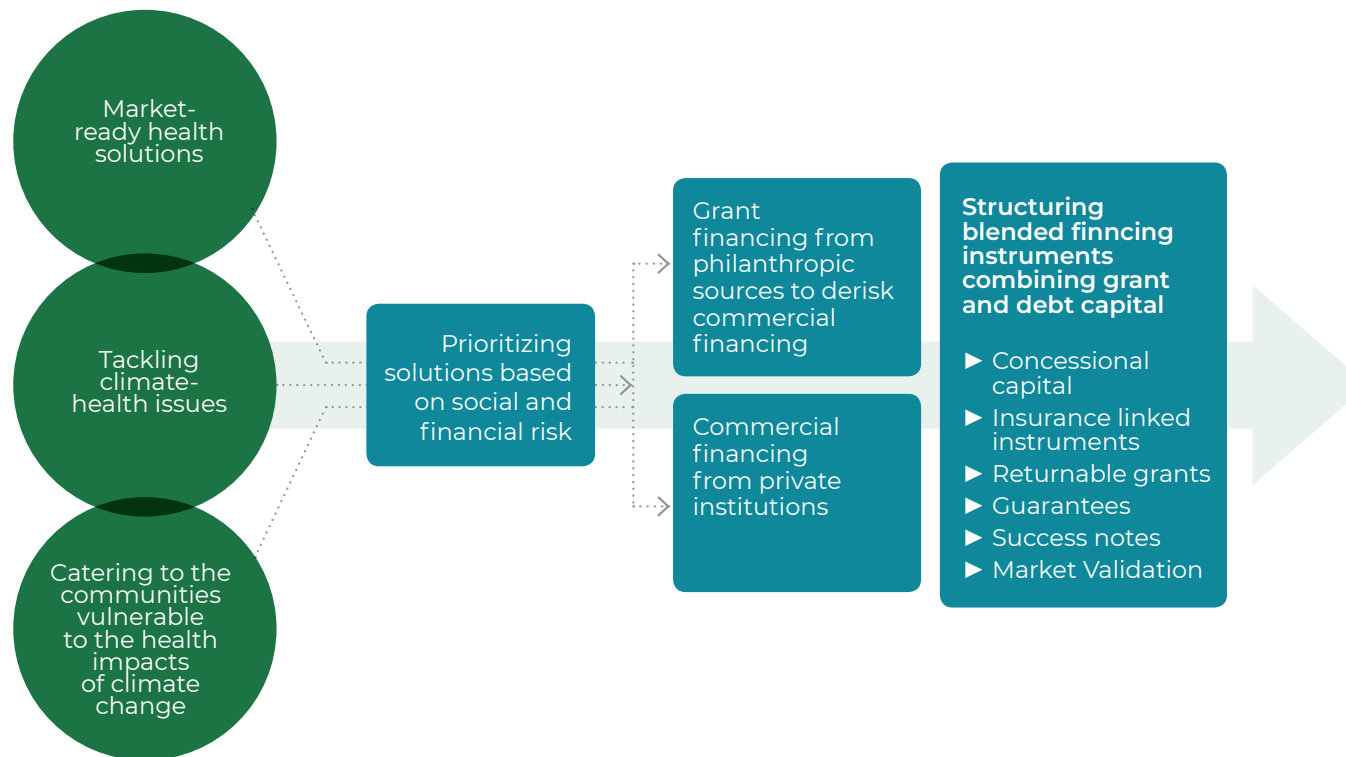 Market-
ready health
solutions
Tackling
climate-
health issues
Catering to the
communities
vulnerable
to the health
impacts
of climate
change
Prioritizing
solutions based
on social and
financial risk
Grant
financing from
philanthropic
sources to derisk
commercial
financing
Commercial
financing
from private
institutions
Structuring
blended finncing
instruments
combining grant
and debt capital
► Concessional
capital
► Insurance linked
instruments
► Returnable grants
► Guarantees
► Success notes
► Market Validation